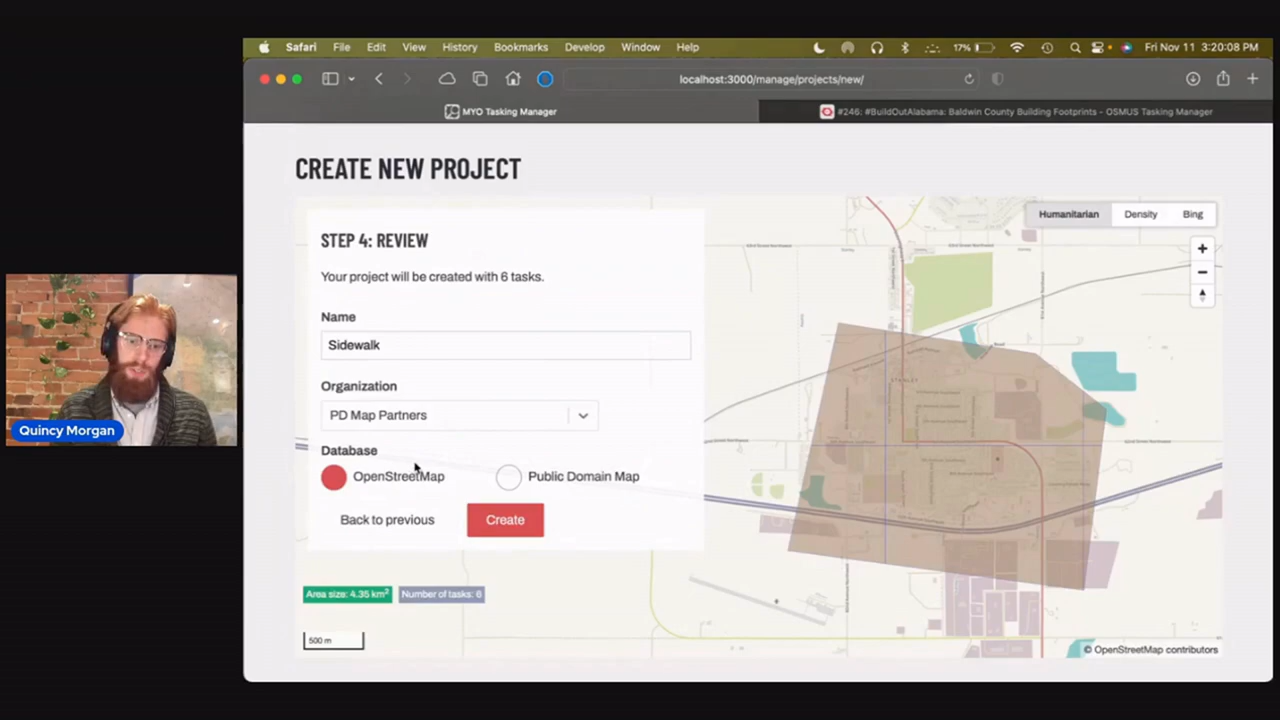 Safari File Edit View History Bookmarks Develop Window Help 17% Fri Nov 11 3:20:08 PM
localhost:3000/manage/projects/new/
MYO Tasking Manager #246: #BuildOutAlabama: Baldwin County Building Footprints - OSMUS Tasking Manager
CREATE NEW PROJECT
Humanitarian Density Bing
STEP 4: REVIEW
Your project will be created with 6 tasks.
Name
Sidewalk
Organization
PD Map Partners
Database
OpenStreetMap Public Domain Map
Back to previous Create
Quincy Morgan
STANLEY
Area size: 4.35 km² Number of tasks: 6
500 m
© OpenStreetMap contributors